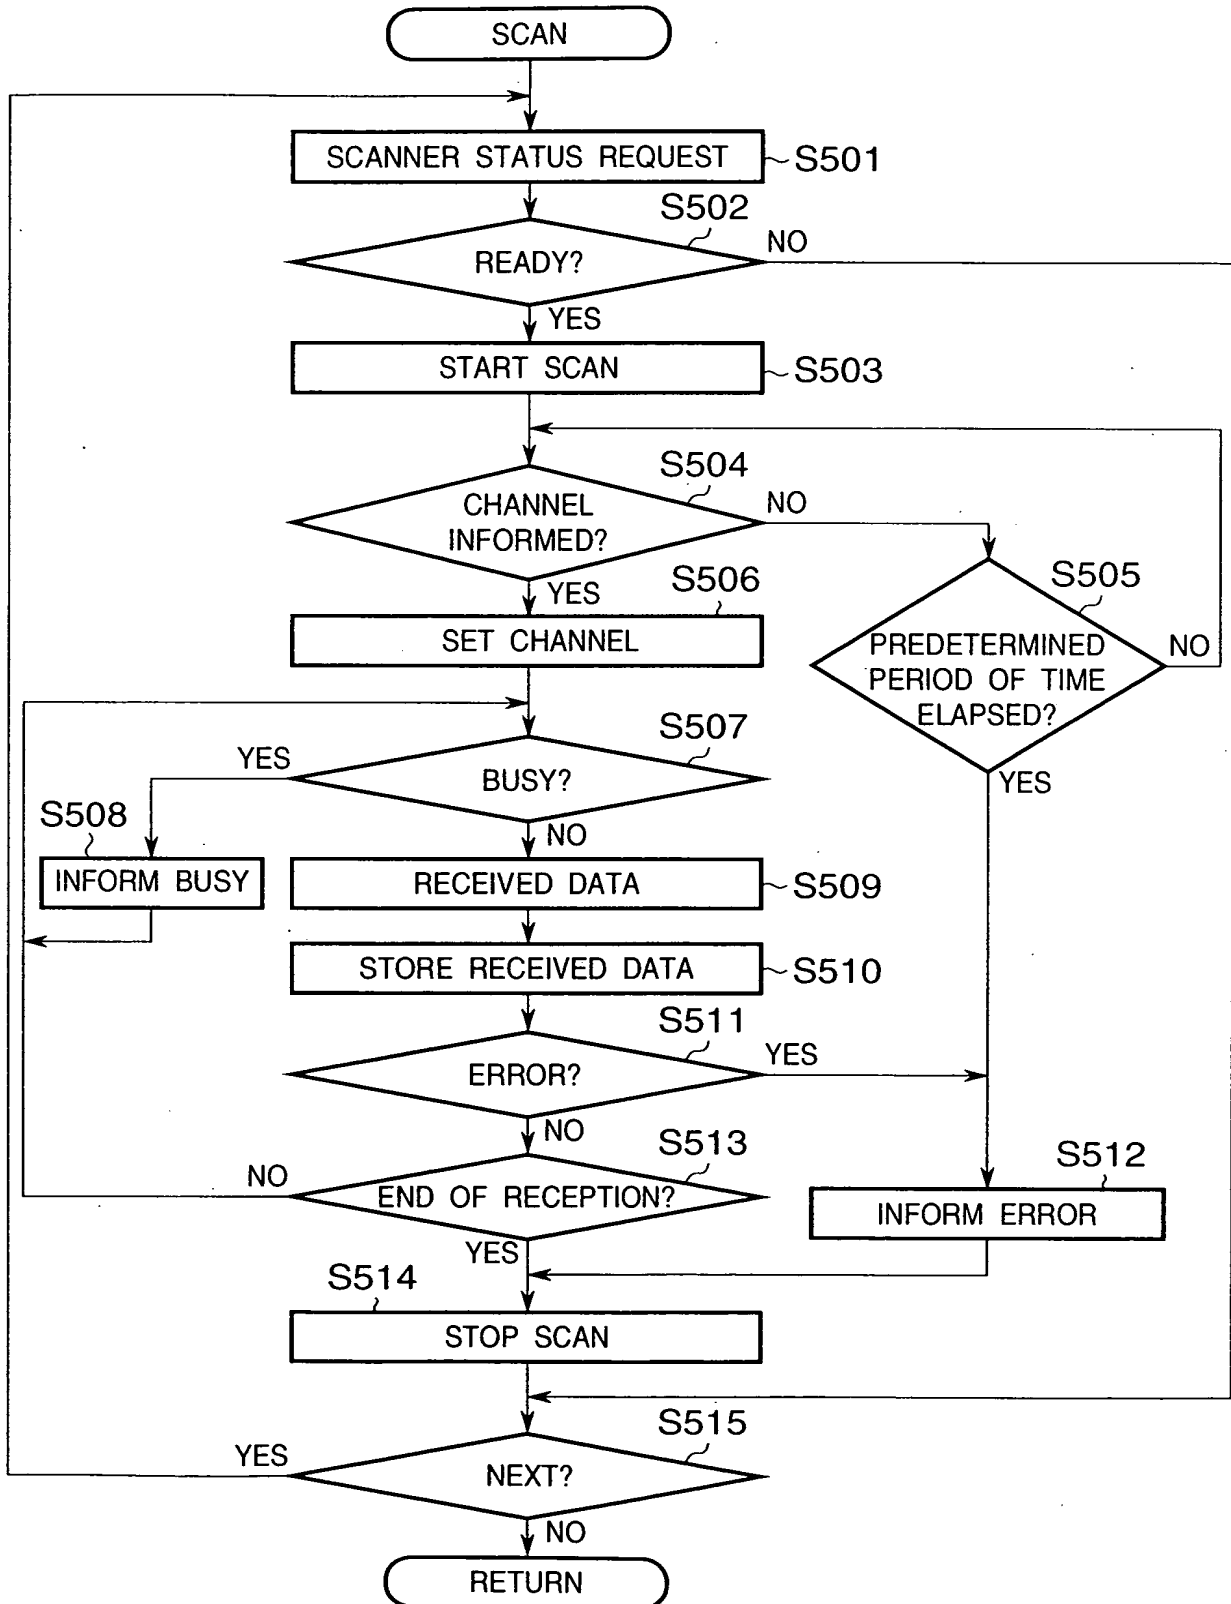 SCAN
SCANNER STATUS REQUEST
S501
S502
READY?
NO
YES
START SCAN
S503
S504
CHANNEL
INFORMED?
NO
YES
S505
PREDETERMINED
PERIOD OF TIME
ELAPSED?
NO
YES
S506
SET CHANNEL
S507
YES
BUSY?
NO
S508
INFORM BUSY
RECEIVED DATA
S509
STORE RECEIVED DATA
S510
S511
ERROR?
YES
NO
S513
NO
END OF RECEPTION?
YES
S512
INFORM ERROR
S514
STOP SCAN
S515
YES
NEXT?
NO
RETURN